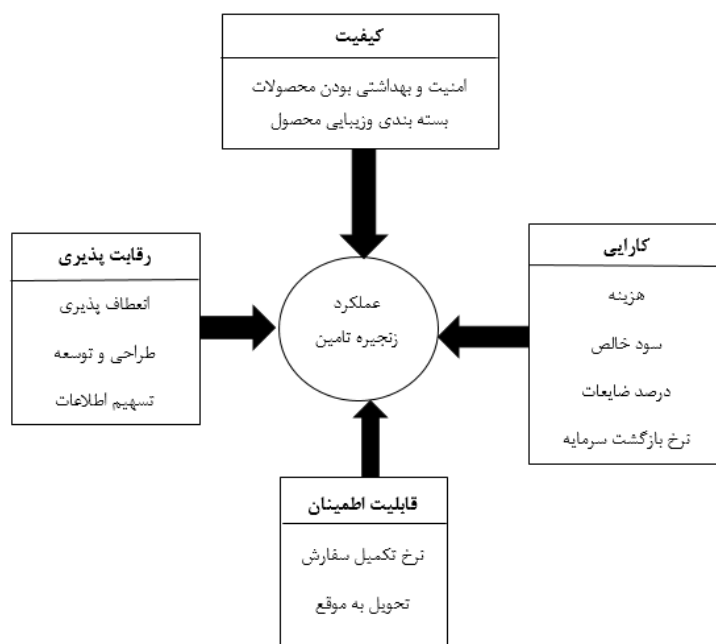 کیفیت
امنیت و بهداشتی بودن محصولات
بسته بندی وزیبایی محصول
کارایی
هزینه
سود خالص
درصد ضایعات
نرخ بازگشت سرمایه
عملکرد
زنجیره تامین
رقابت پذیری
انعطاف پذیری
طراحی و توسعه
تسهیم اطلاعات
قابلیت اطمینان
نرخ تکمیل سفارش
تحویل به موقع